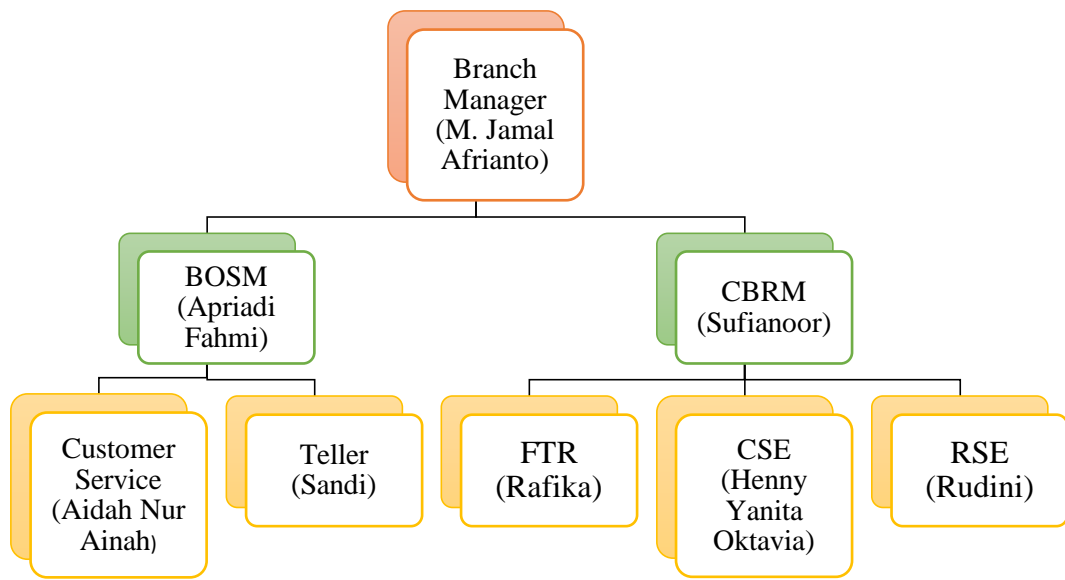 Branch
Manager
(M. Jamal
Afrianto)
BOSM
(Apriadi
Fahmi)
CBRM
(Sufianoor)
Customer
Service
(Aidah Nur
Ainah)
Teller
(Sandi)
FTR
(Rafika)
CSE
(Henny
Yanita
Oktavia)
RSE
(Rudini)